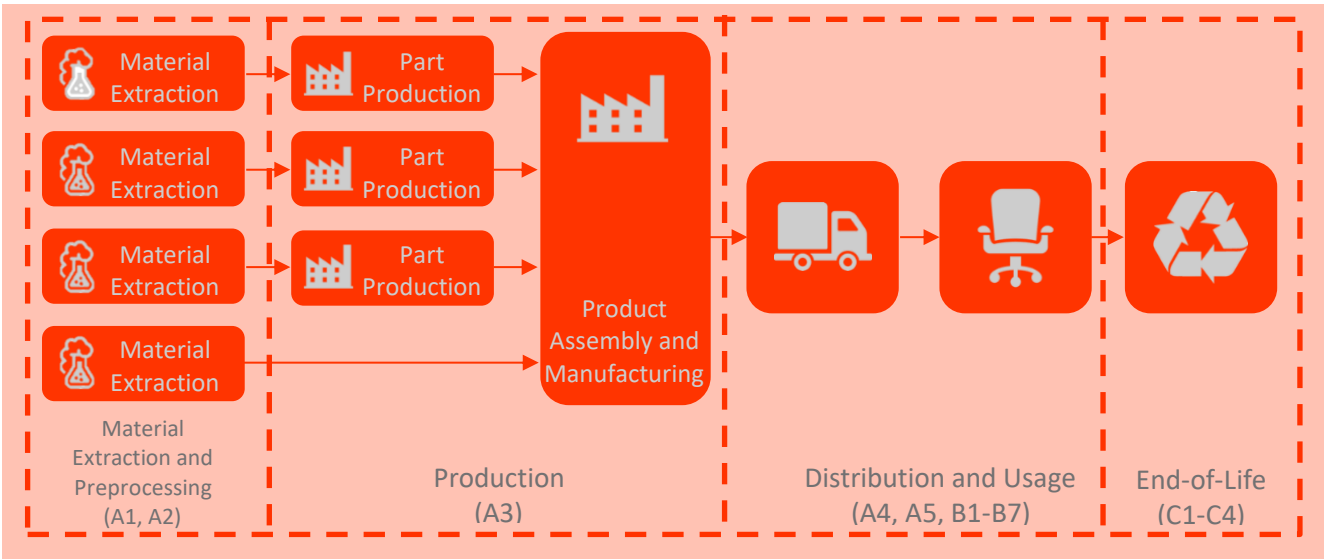 Material
Extraction
Part
Production
Material
Extraction
Part
Production
Material
Extraction
Part
Production
Material
Extraction
Product
Assembly and
Manufacturing
Material
Extraction and
Preprocessing
(A1, A2)
Production
(A3)
Distribution and Usage
(A4, A5, B1-B7)
End-of-Life
(C1-C4)